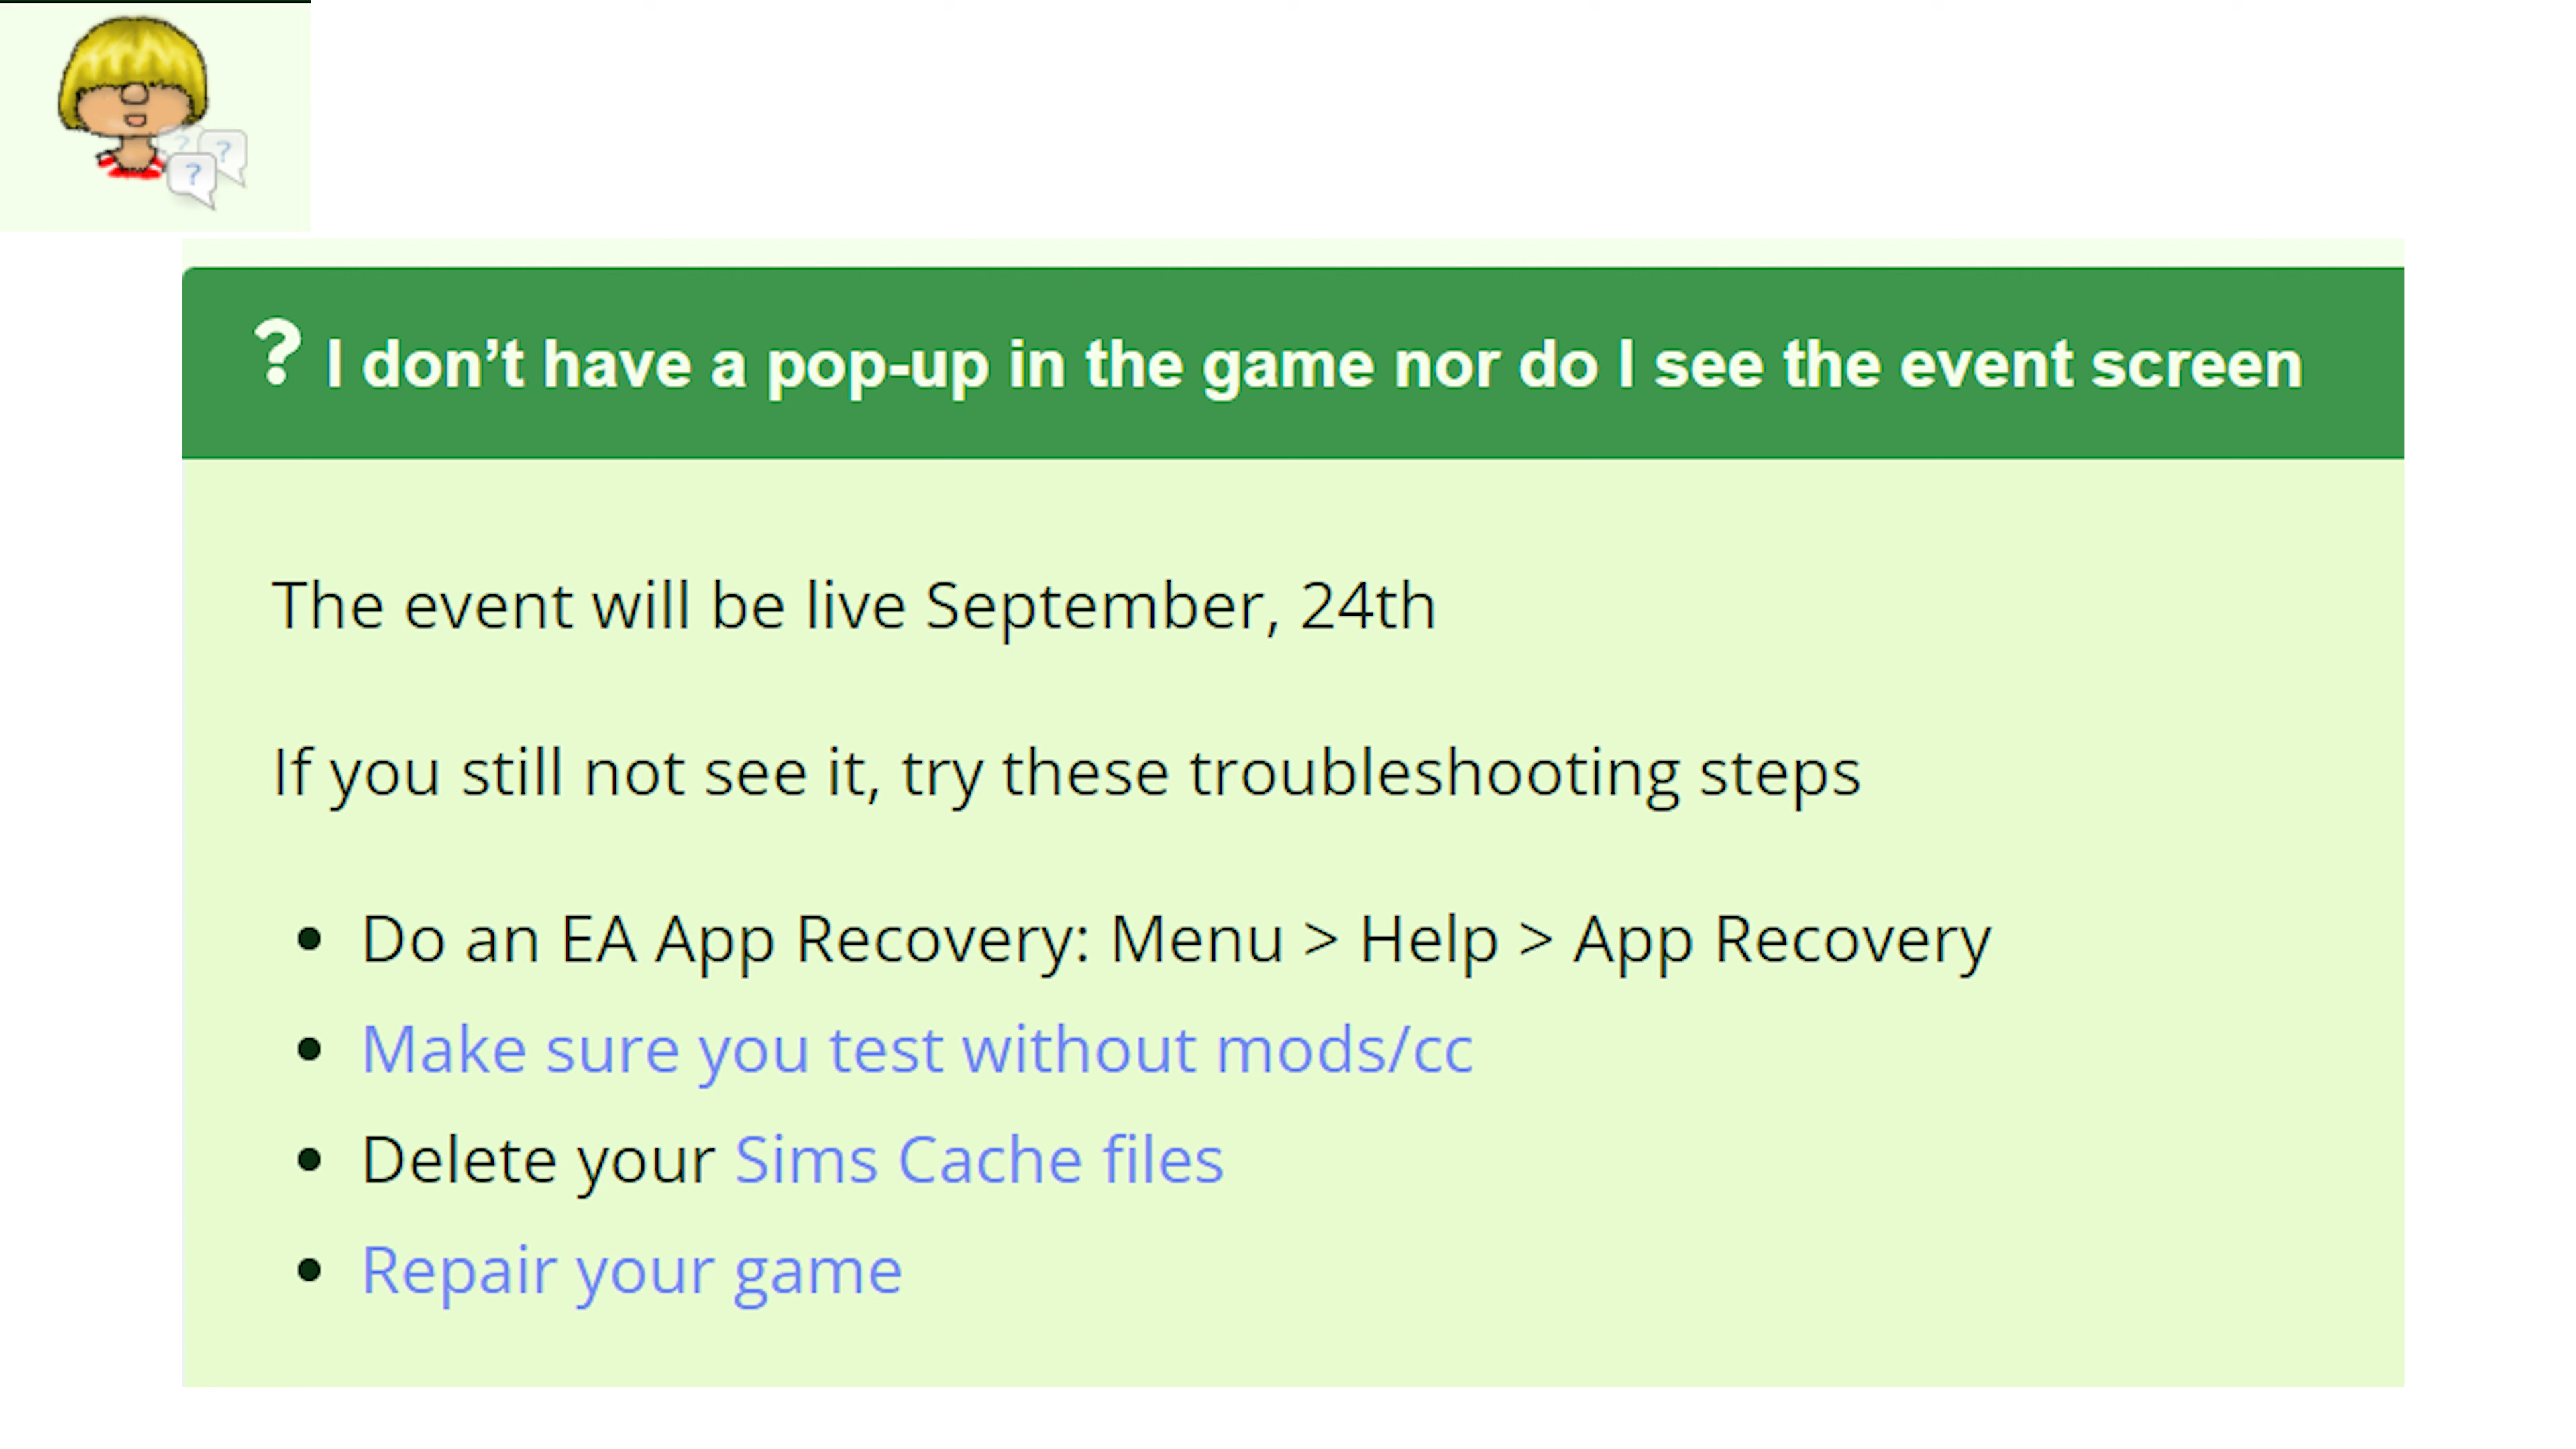 ? ? ?
? I don’t have a pop-up in the game nor do I see the event screen
The event will be live September, 24th
If you still not see it, try these troubleshooting steps
• Do an EA App Recovery: Menu > Help > App Recovery
• Make sure you test without mods/cc
• Delete your Sims Cache files
• Repair your game